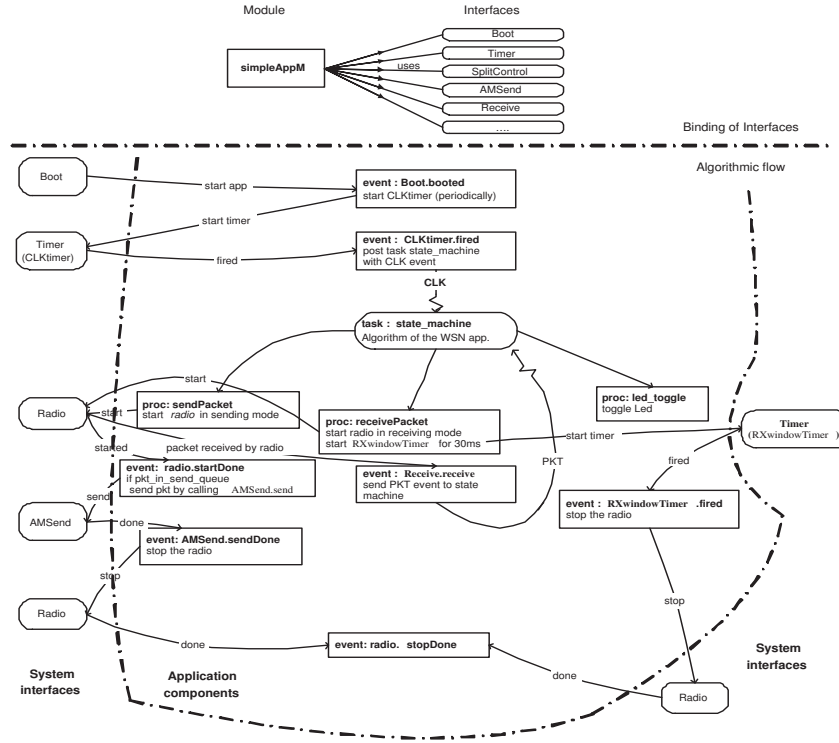 Module
Interfaces
Boot
Timer
simpleAppM
uses
SplitControl
AMSend
Receive
....
Binding of Interfaces
Algorithmic flow
Boot
start app
event : Boot.booted
start CLKtimer (periodically)
start timer
Timer
(CLKtimer)
fired
event : CLKtimer.fired
post task state_machine
with CLK event
CLK
task : state_machine
Algorithm of the WSN app.
start
Radio
start
proc: sendPacket
start radio in sending mode
proc: receivePacket
start radio in receiving mode
start RXwindowTimer for 30ms
proc: led_toggle
toggle Led
start timer
Timer
(RXwindowTimer )
started
packet received by radio
fired
PKT
event: radio.startDone
if pkt_in_send_queue
send pkt by calling AMSend.send
event : Receive.receive
send PKT event to state
machine
send
event : RXwindowTimer .fired
stop the radio
AMSend
done
event: AMSend.sendDone
stop the radio
stop
stop
Radio
done
event: radio. stopDone
done
Radio
System
interfaces
Application
components
System
interfaces